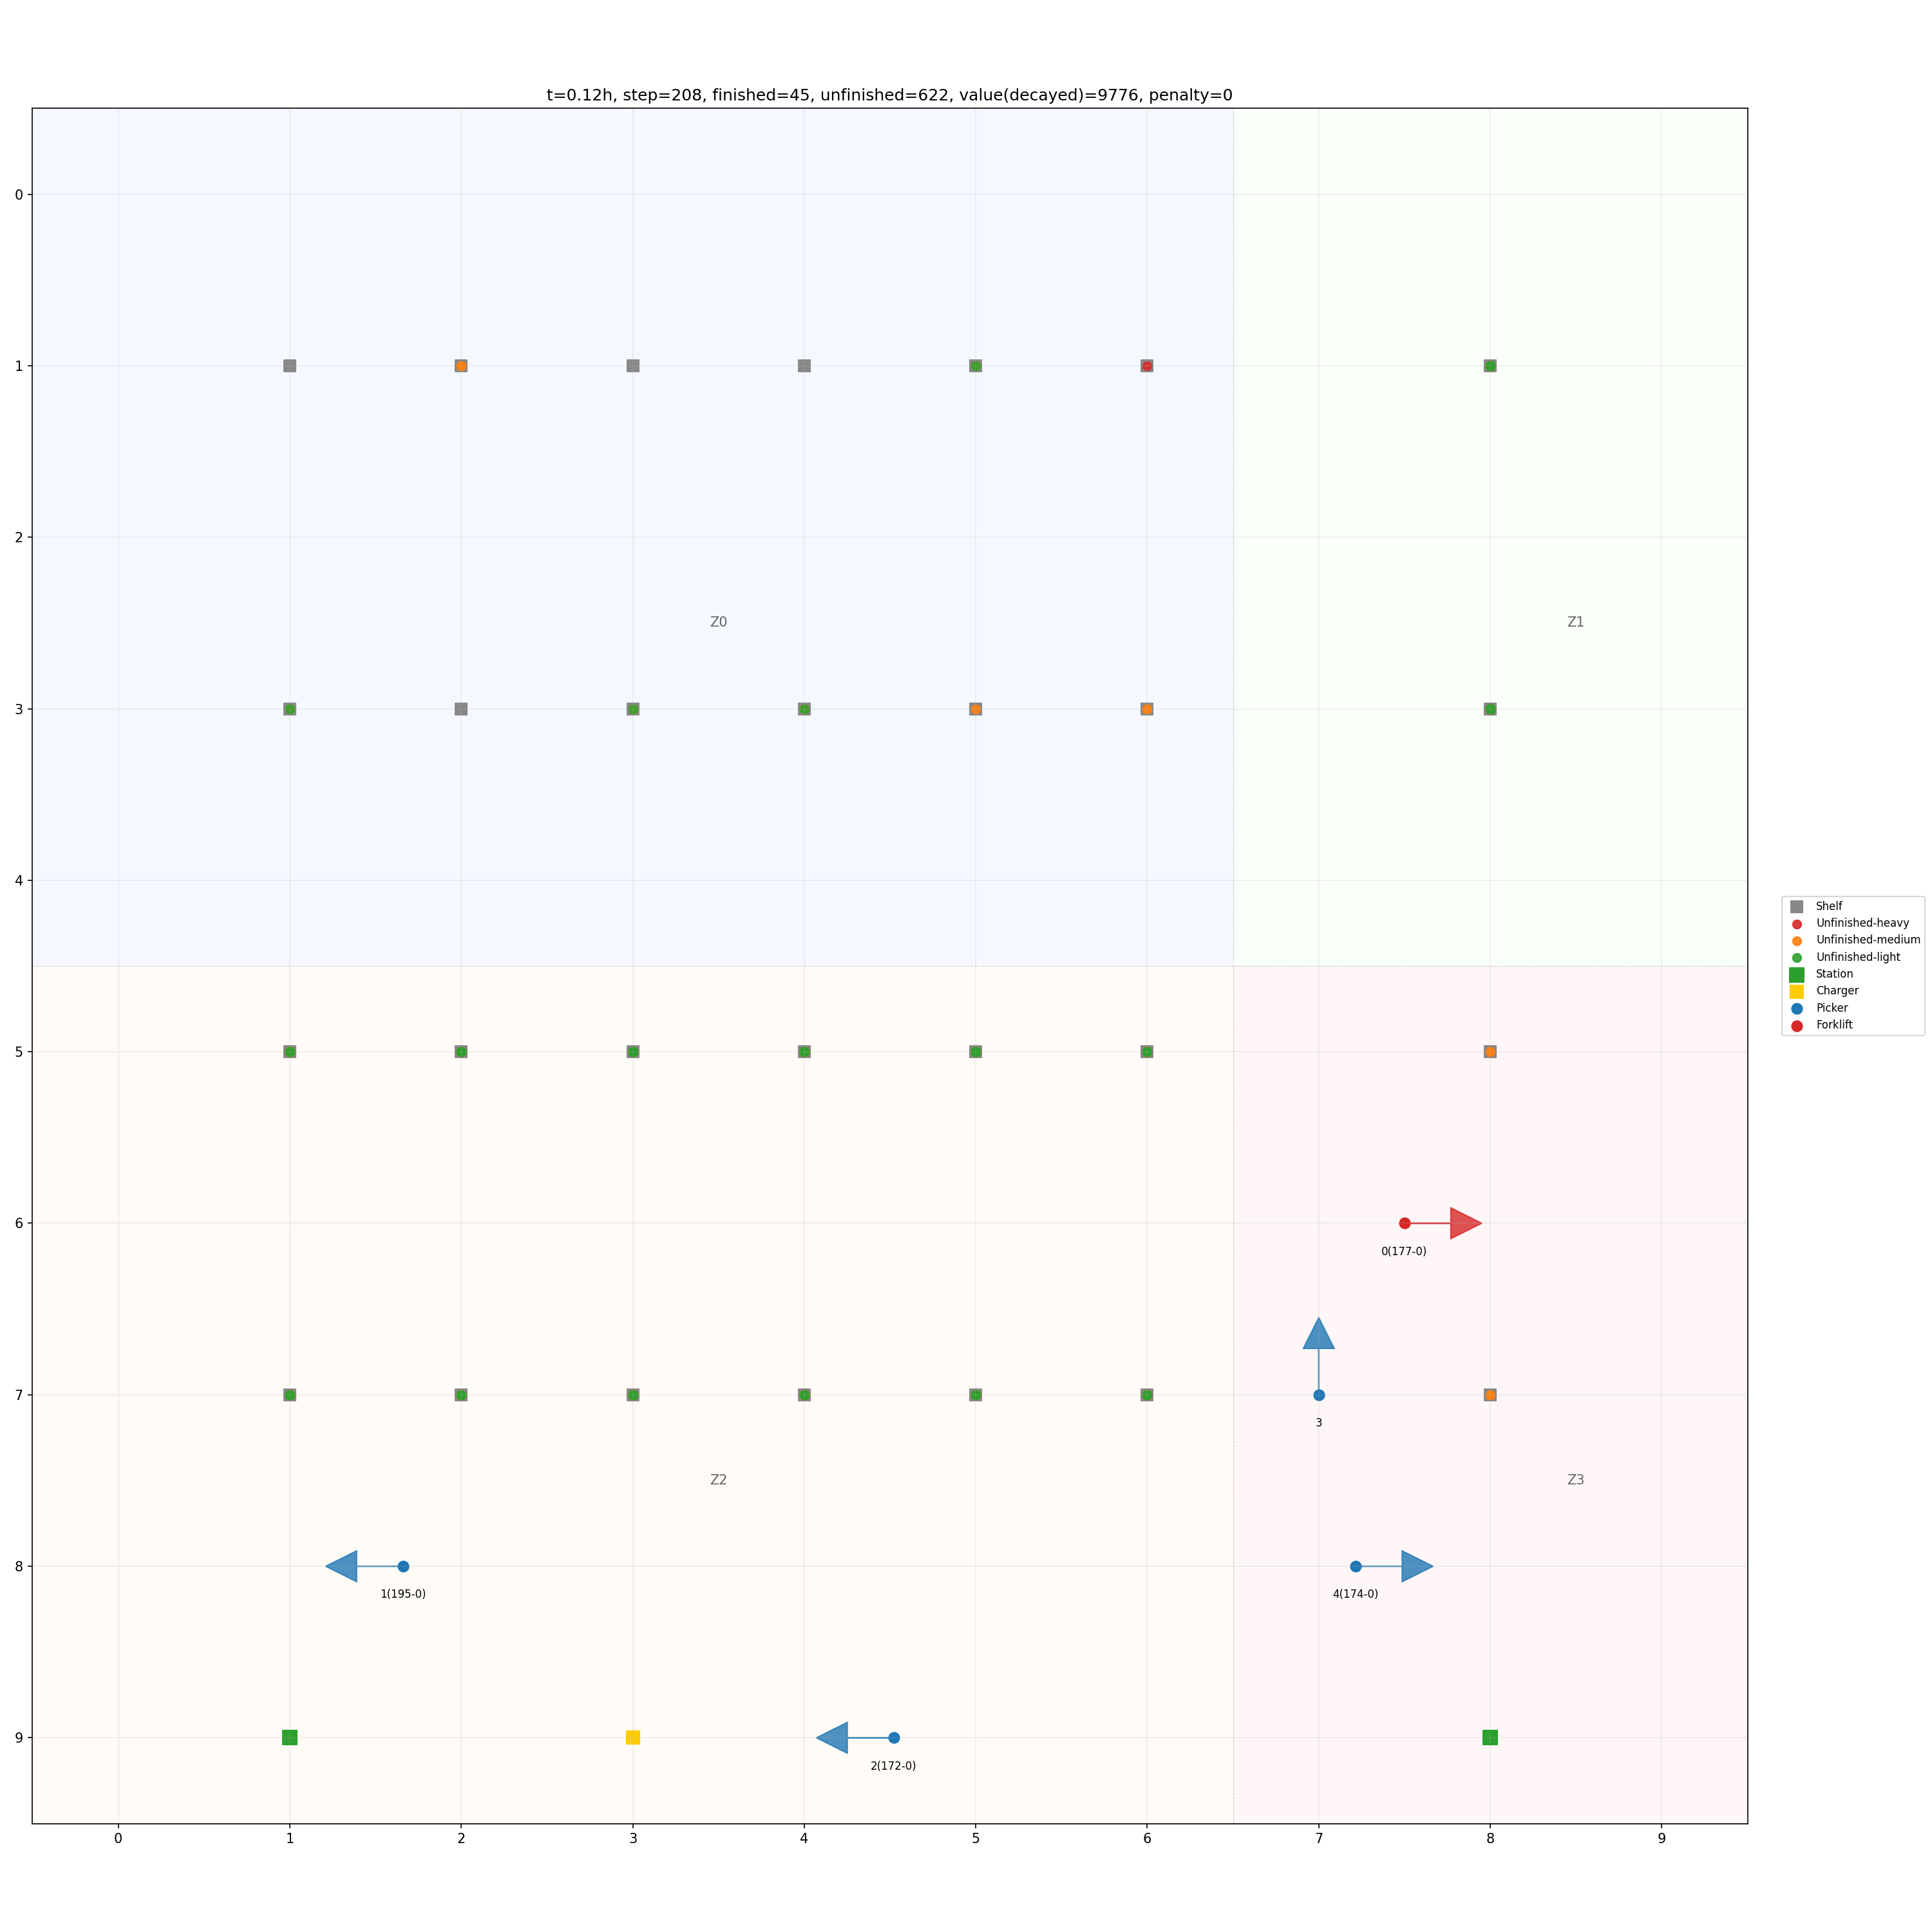 t=0.12h, step=208, finished=45, unfinished=622, value(decayed)=9776, penalty=0
0
1
2
Z0
Z1
3
4
5
6
0(177-0)
7
3
Z2
Z3
8
1(195-0)
4(174-0)
9
2(172-0)
0 1 2 3 4 5 6 7 8 9
Shelf
Unfinished-heavy
Unfinished-medium
Unfinished-light
Station
Charger
Picker
Forklift